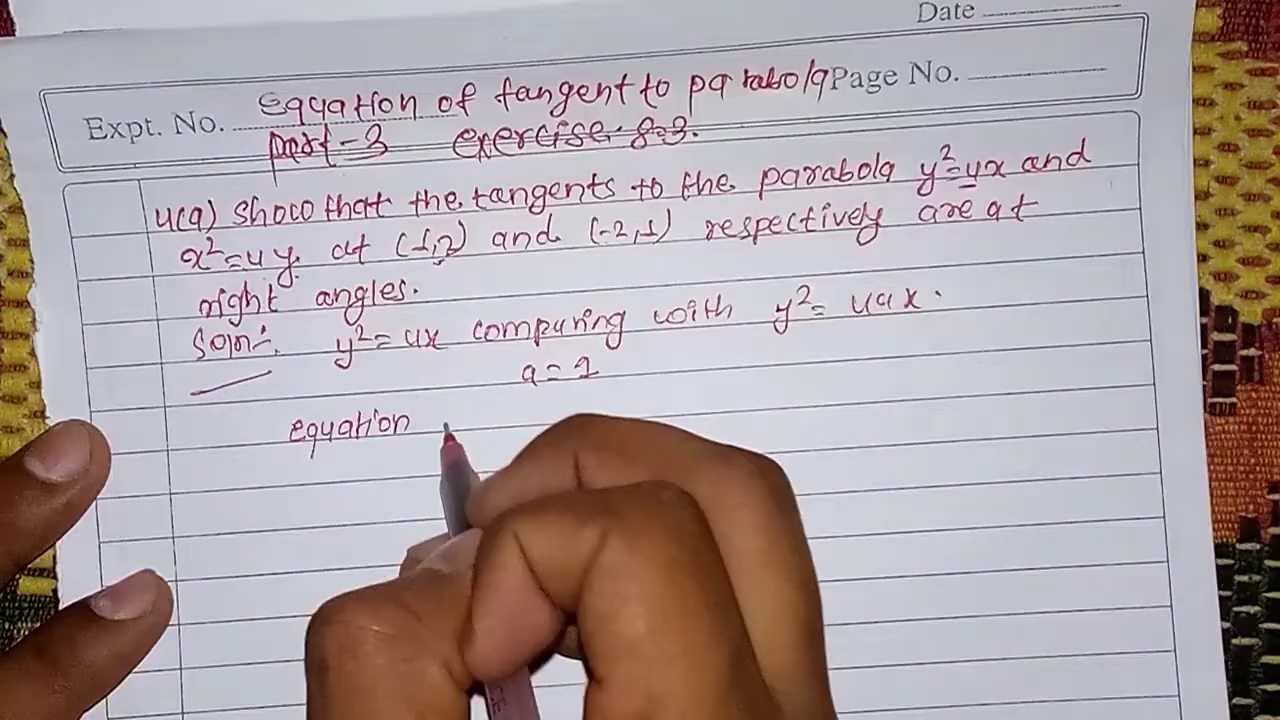 Date
Expt. No. Equation of tangent to parabola Page No.
part-3 exercise 8.3.
4(a) show that the tangents to the parabola y²=4x and
x²=4y. at (1,2) and (-2,1) respectively are at
right angles.
Soln:. y²=4x comparing with y²=4ax.
a=1
equation